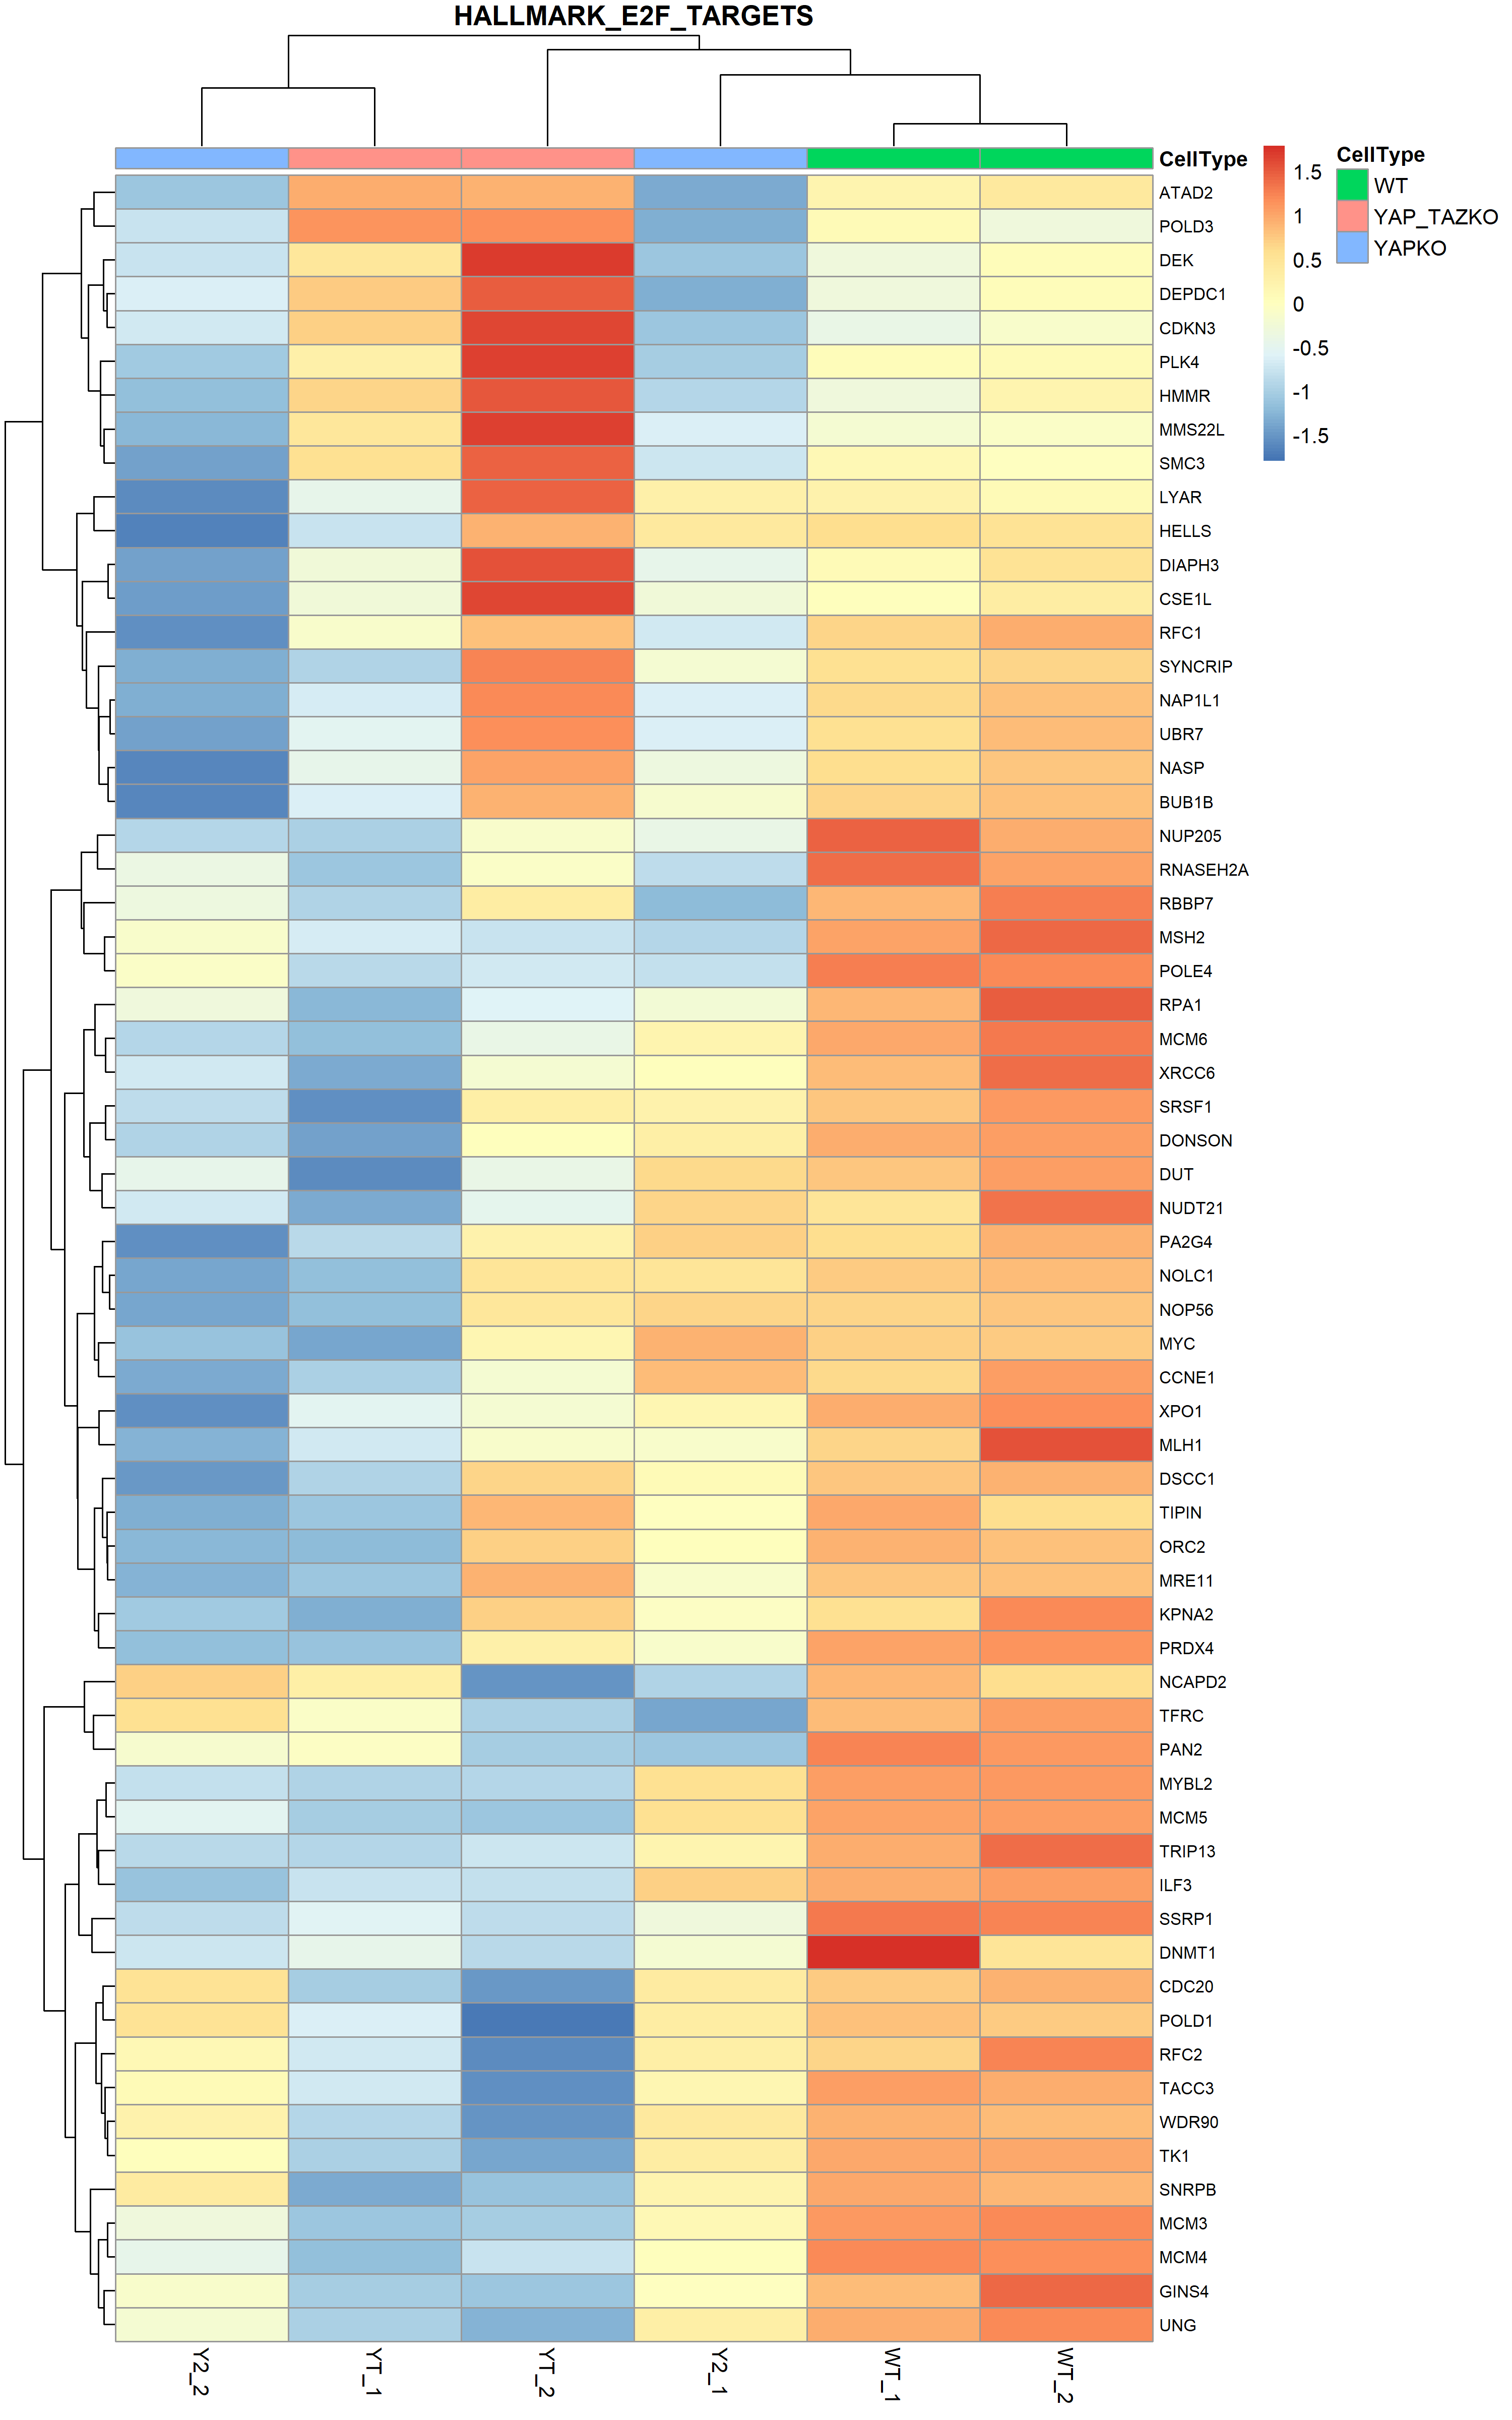 HALLMARK_E2F_TARGETS
CellType
1.5
1
0.5
0
-0.5
-1
-1.5
CellType
WT
YAP_TAZKO
YAPKO
ATAD2
POLD3
DEK
DEPDC1
CDKN3
PLK4
HMMR
MMS22L
SMC3
LYAR
HELLS
DIAPH3
CSE1L
RFC1
SYNCRIP
NAP1L1
UBR7
NASP
BUB1B
NUP205
RNASEH2A
RBBP7
MSH2
POLE4
RPA1
MCM6
XRCC6
SRSF1
DONSON
DUT
NUDT21
PA2G4
NOLC1
NOP56
MYC
CCNE1
XPO1
MLH1
DSCC1
TIPIN
ORC2
MRE11
KPNA2
PRDX4
NCAPD2
TFRC
PAN2
MYBL2
MCM5
TRIP13
ILF3
SSRP1
DNMT1
CDC20
POLD1
RFC2
TACC3
WDR90
TK1
SNRPB
MCM3
MCM4
GINS4
UNG
Y2_2
YT_1
YT_2
Y2_1
WT_1
WT_2